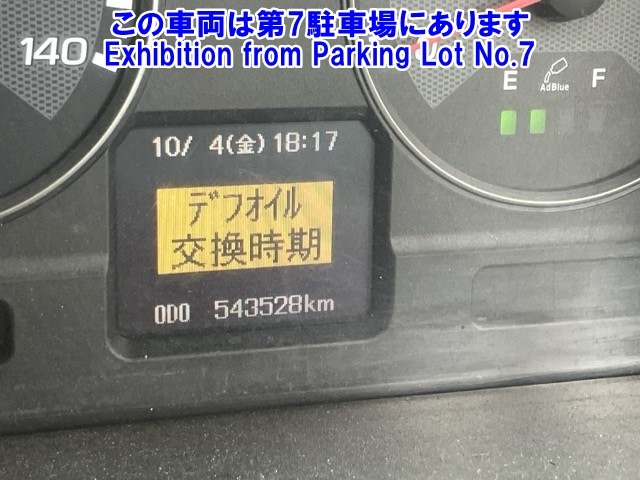 この車両は第7駐車場にあります
Exhibition from Parking Lot No.7
140
E AdBlue F
10/ 4(金) 18:17
ﾃﾞﾌｵｲﾙ
交換時期
ODO 543528km